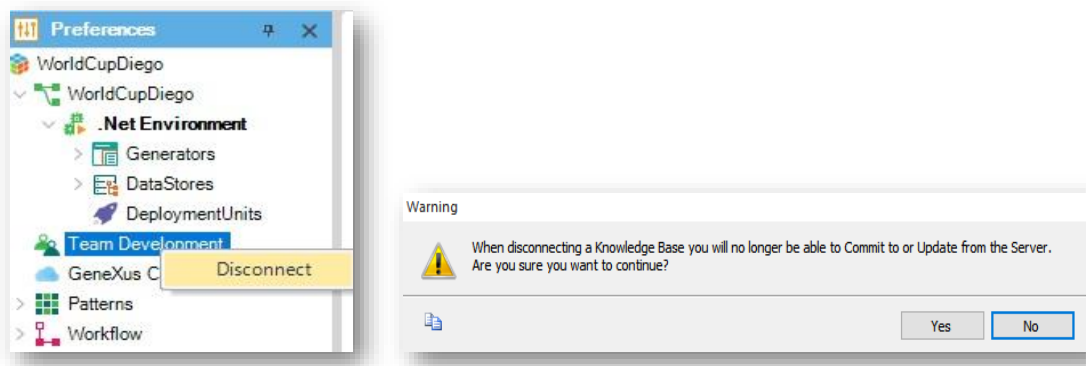 Preferences
WorldCupDiego
WorldCupDiego
.Net Environment
Generators
DataStores
DeploymentUnits
Team Development
GeneXus C
Disconnect
Patterns
Workflow
Warning
When disconnecting a Knowledge Base you will no longer be able to Commit to or Update from the Server.
Are you sure you want to continue?
Yes
No